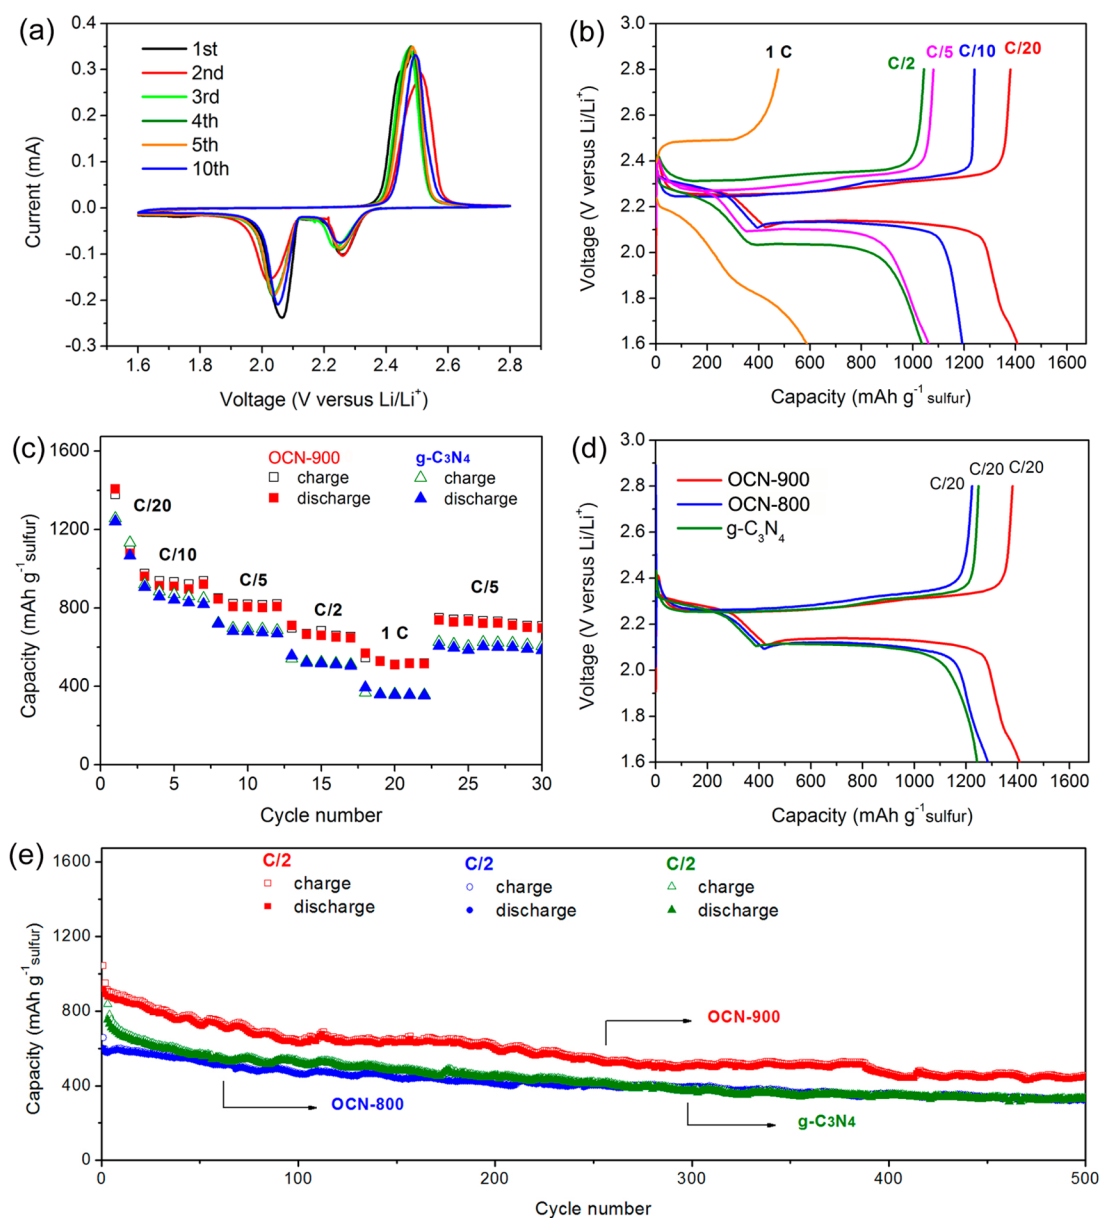 (a)
0.4
0.3
0.2
0.1
0.0
-0.1
-0.2
-0.3
Current (mA)
1st
2nd
3rd
4th
5th
10th
1.6 1.8 2.0 2.2 2.4 2.6 2.8
Voltage (V versus Li/Li⁺)
(b)
3.0
2.8
2.6
2.4
2.2
2.0
1.8
1.6
Voltage (V versus Li/Li⁺)
1 C
C/2
C/5
C/10
C/20
0 200 400 600 800 1000 1200 1400 1600
Capacity (mAh g⁻¹ sulfur)
(c)
1600
1200
800
400
0
Capacity (mAh g⁻¹sulfur)
OCN-900 g-C₃N₄
charge charge
discharge discharge
C/20
C/10
C/5
C/2
1 C
C/5
0 5 10 15 20 25 30
Cycle number
(d)
3.0
2.8
2.6
2.4
2.2
2.0
1.8
1.6
Voltage (V versus Li/Li⁺)
OCN-900
OCN-800
g-C₃N₄
C/20
C/20
C/20
0 200 400 600 800 1000 1200 1400 1600
Capacity (mAh g⁻¹sulfur)
(e)
1600
1200
800
400
0
Capacity (mAh g⁻¹sulfur)
C/2 C/2 C/2
charge charge charge
discharge discharge discharge
OCN-900
OCN-800
g-C₃N₄
0 100 200 300 400 500
Cycle number